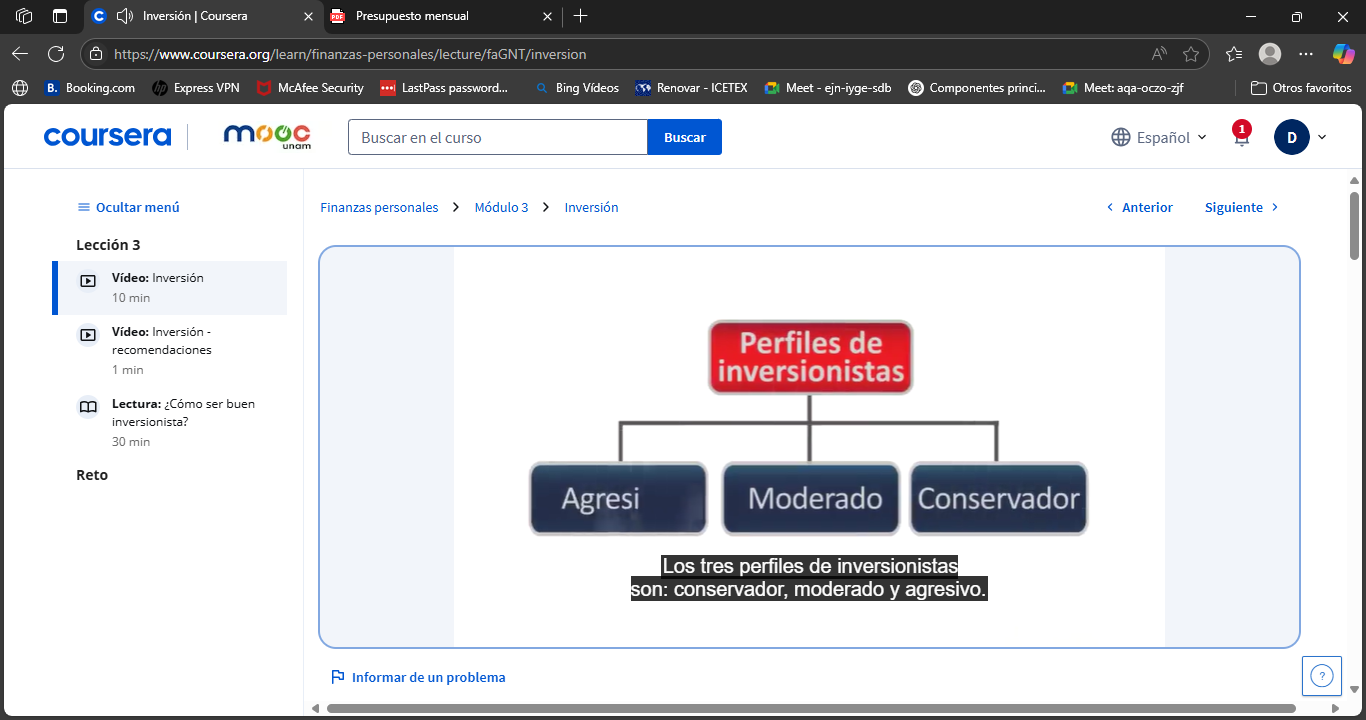 Inversión | Coursera
PDF
Presupuesto mensual
https://www.coursera.org/learn/finanzas-personales/lecture/faGNT/inversion
B. Booking.com
Express VPN
McAfee Security
LastPass password...
Bing Vídeos
Renovar - ICETEX
Meet - ejn-iyge-sdb
Componentes princi...
Meet: aqa-oczo-zjf
Otros favoritos
coursera
mooc
unam
Buscar en el curso
Buscar
Español
1
D
Ocultar menú
Lección 3
Vídeo: Inversión
10 min
Vídeo: Inversión -
recomendaciones
1 min
Lectura: ¿Cómo ser buen
inversionista?
30 min
Reto
Finanzas personales > Módulo 3 > Inversión
< Anterior
Siguiente >
Perfiles de
inversionistas
Agresi
Moderado
Conservador
Los tres perfiles de inversionistas
son: conservador, moderado y agresivo.
Informar de un problema
?